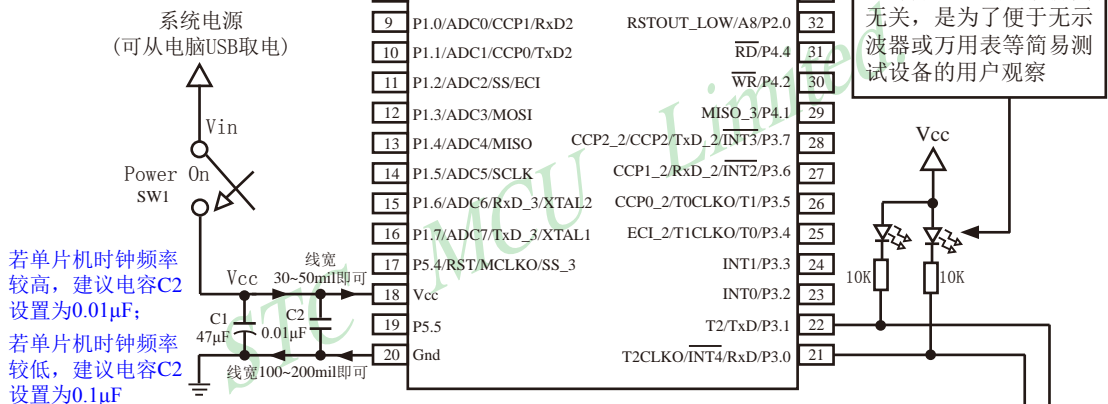 系统电源
(可从电脑USB取电)
Vin
Power On
SW1
若单片机时钟频率
较高，建议电容C2
设置为0.01μF；
若单片机时钟频率
较低，建议电容C2
设置为0.1μF
Vcc
线宽
30~50mil即可
C1
47μF
C2
0.01μF
线宽100~200mil即可
9 P1.0/ADC0/CCP1/RxD2
10 P1.1/ADC1/CCP0/TxD2
11 P1.2/ADC2/SS/ECI
12 P1.3/ADC3/MOSI
13 P1.4/ADC4/MISO
14 P1.5/ADC5/SCLK
15 P1.6/ADC6/RxD_3/XTAL2
16 P1.7/ADC7/TxD_3/XTAL1
17 P5.4/RST/MCLKO/SS_3
18 Vcc
19 P5.5
20 Gnd
RSTOUT_LOW/A8/P2.0 32
RD/P4.4 31
WR/P4.2 30
MISO_3/P4.1 29
CCP2_2/CCP2/TxD_2/INT3/P3.7 28
CCP1_2/RxD_2/INT2/P3.6 27
CCP0_2/T0CLKO/T1/P3.5 26
ECI_2/T1CLKO/T0/P3.4 25
INT1/P3.3 24
INT0/P3.2 23
T2/TxD/P3.1 22
T2CLKO/INT4/RxD/P3.0 21
无关，是为了便于无示
波器或万用表等简易测
试设备的用户观察
Vcc
10K
10K
STC MCU Limited.